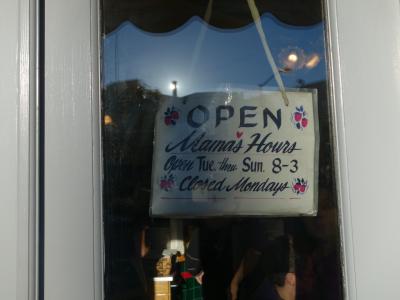 OPEN
Mama's Hours
Open Tue. thru Sun. 8-3
Closed Mondays